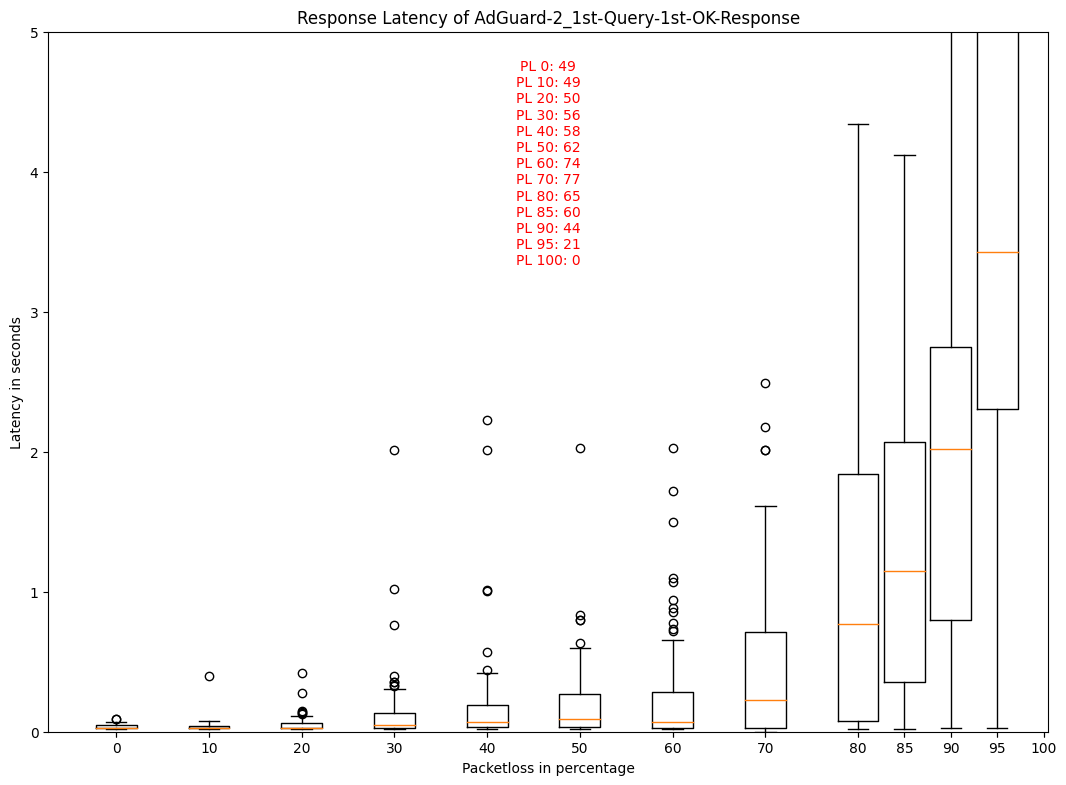 Response Latency of AdGuard-2_1st-Query-1st-OK-Response
5
PL 0: 49
PL 10: 49
PL 20: 50
PL 30: 56
PL 40: 58
PL 50: 62
PL 60: 74
PL 70: 77
PL 80: 65
PL 85: 60
PL 90: 44
PL 95: 21
PL 100: 0
4
3
2
1
0
Latency in seconds
0 10 20 30 40 50 60 70 80 85 90 95 100
Packetloss in percentage